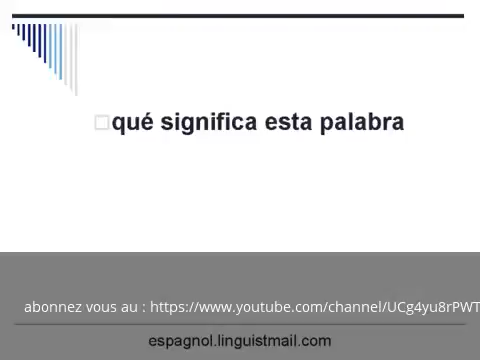 qué significa esta palabra
abonnez vous au : https://www.youtube.com/channel/UCg4yu8rPWT
espagnol.linguistmail.com